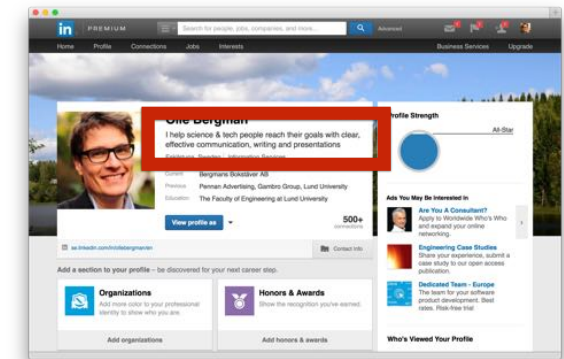 in PREMIUM Search for people, jobs, companies, and more... Advanced
Home Profile Connections Jobs Interests Business Services Upgrade
Olle Bergman
I help science & tech people reach their goals with clear,
effective communication, writing and presentations
Sweden Information Services
Current Bergmans Bokstäver AB
Previous Pennan Advertising, Gambro Group, Lund University
Education The Faculty of Engineering at Lund University
View profile as
500+
connections
se.linkedin.com/in/ollebergman/en
Contact Info
Add a section to your profile – be discovered for your next career step.
Organizations
Add more color to your professional
identity to show who you are.
Add organizations
Honors & Awards
Show the recognition you've earned.
Add honors & awards
Profile Strength
All-Star
Ads You May Be Interested In
Are You A Consultant?
Apply to Worldwide Who's Who
and expand your online
networking.
Engineering Case Studies
Share your experience, submit a
case study to our open access
publication.
Dedicated Team - Europe
The team for your software
product development. Best
rates. Risk-free trial
Who's Viewed Your Profile